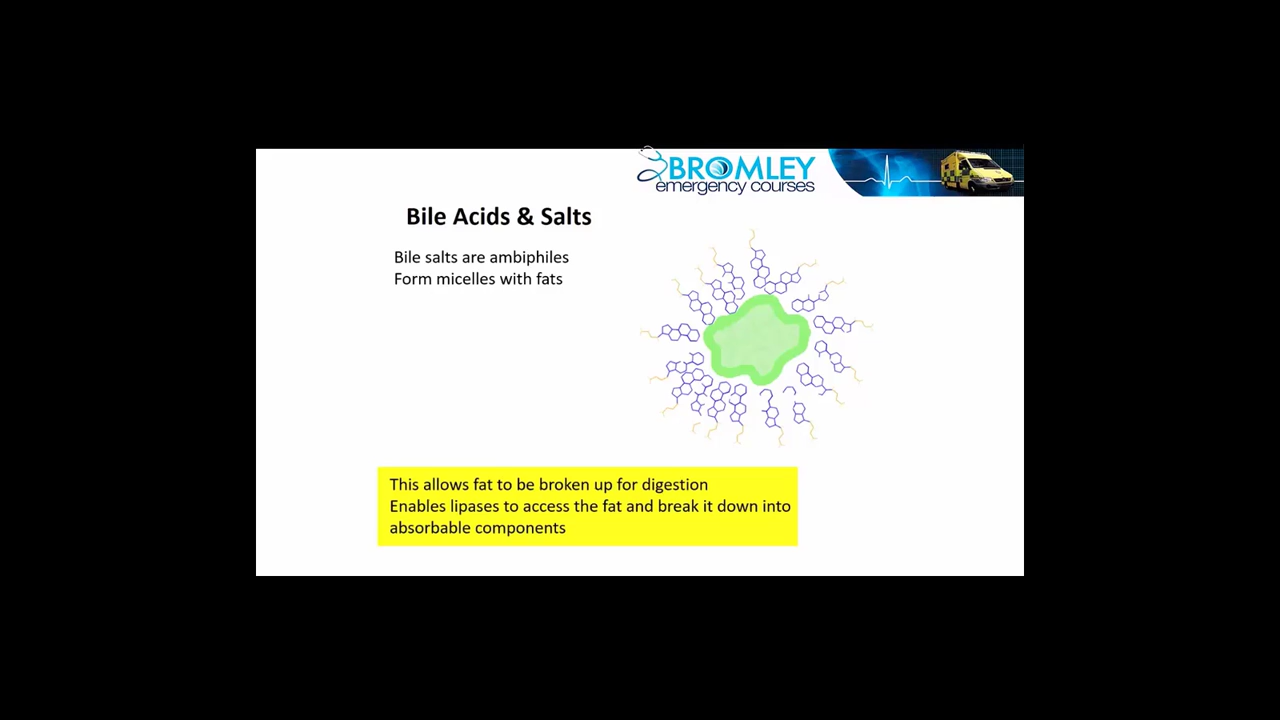 BROMLEY
emergency courses
Bile Acids & Salts
Bile salts are ambiphiles
Form micelles with fats
This allows fat to be broken up for digestion
Enables lipases to access the fat and break it down into
absorbable components